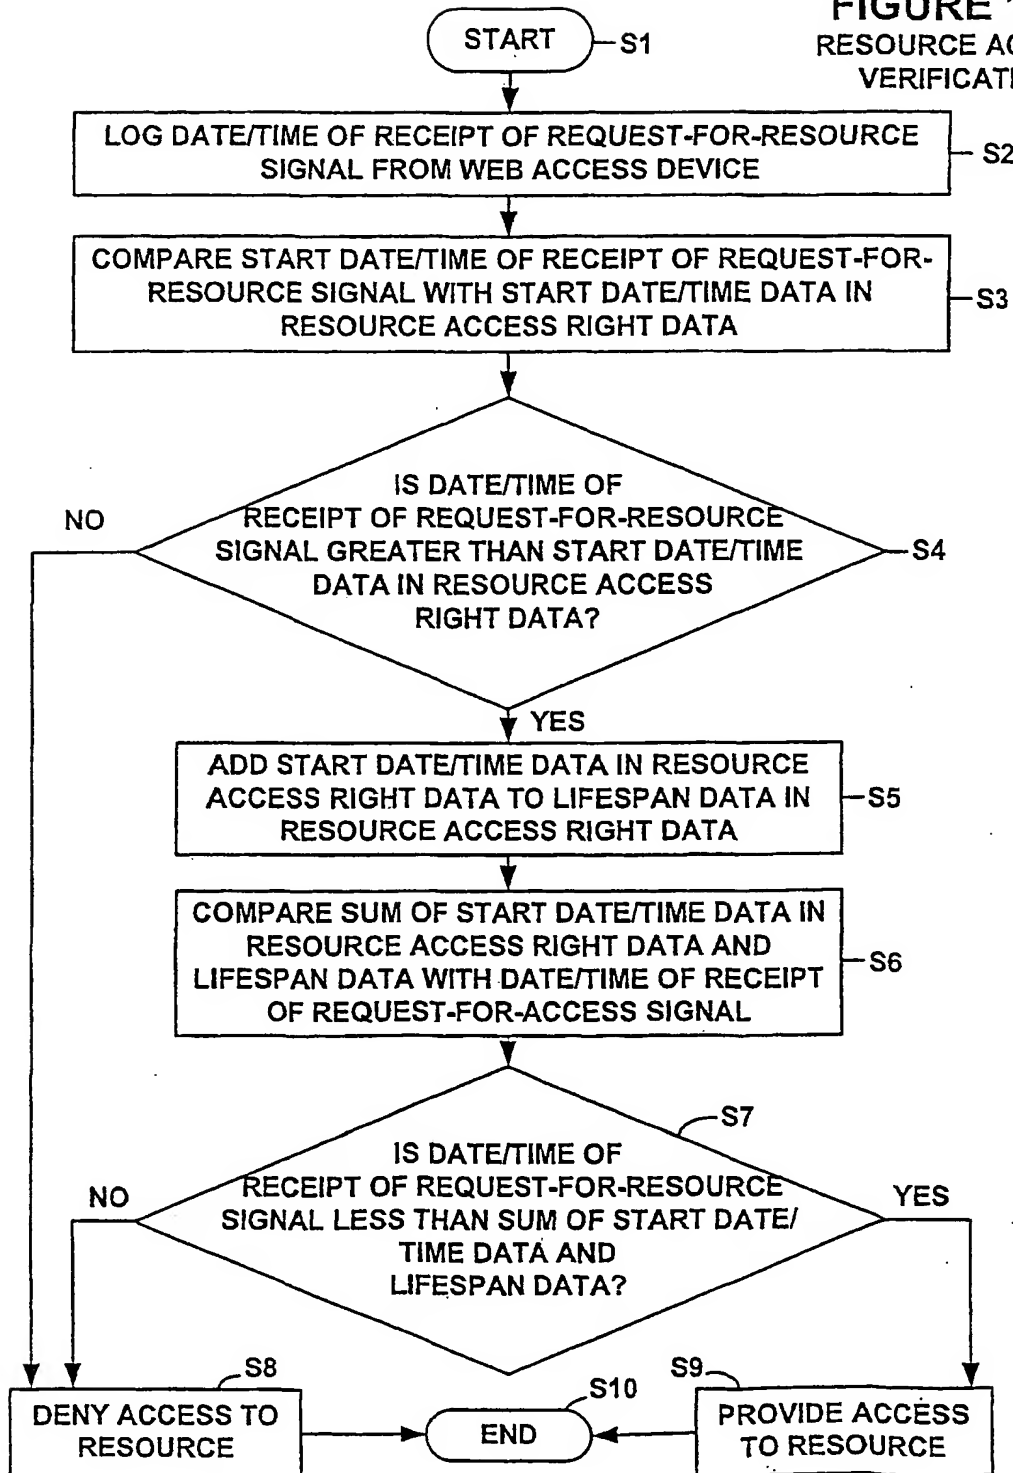 FIGURE
RESOURCE
START
S1
VERIFICATI
LOG DATE/TIME OF RECEIPT OF REQUEST-FOR-RESOURCE
SIGNAL FROM WEB ACCESS DEVICE
S2
COMPARE START DATE/TIME OF RECEIPT OF REQUEST-FOR-
RESOURCE SIGNAL WITH START DATE/TIME DATA IN
RESOURCE ACCESS RIGHT DATA
S3
IS DATE/TIME OF
RECEIPT OF REQUEST-FOR-RESOURCE
SIGNAL GREATER THAN START DATE/TIME
DATA IN RESOURCE ACCESS
RIGHT DATA?
NO
S4
YES
ADD START DATE/TIME DATA IN RESOURCE
ACCESS RIGHT DATA TO LIFESPAN DATA IN
RESOURCE ACCESS RIGHT DATA
S5
COMPARE SUM OF START DATE/TIME DATA IN
RESOURCE ACCESS RIGHT DATA AND
LIFESPAN DATA WITH DATE/TIME OF RECEIPT
OF REQUEST-FOR-ACCESS SIGNAL
S6
S7
IS DATE/TIME OF
RECEIPT OF REQUEST-FOR-RESOURCE
SIGNAL LESS THAN SUM OF START DATE/
TIME DATA AND
LIFESPAN DATA?
NO
YES
S8
DENY ACCESS TO
RESOURCE
S10
END
S9
PROVIDE ACCESS
TO RESOURCE